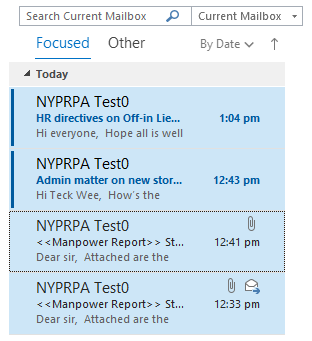 Search Current Mailbox Current Mailbox
Focused Other By Date
Today
NYPRPA Test0
HR directives on Off-in Lie... 1:04 pm
Hi everyone, Hope all is well
NYPRPA Test0
Admin matter on new stor... 12:43 pm
Hi Teck Wee, How's the
NYPRPA Test0
<<Manpower Report>> St... 12:41 pm
Dear sir, Attached are the
NYPRPA Test0
<<Manpower Report>> St... 12:33 pm
Dear sir, Attached are the